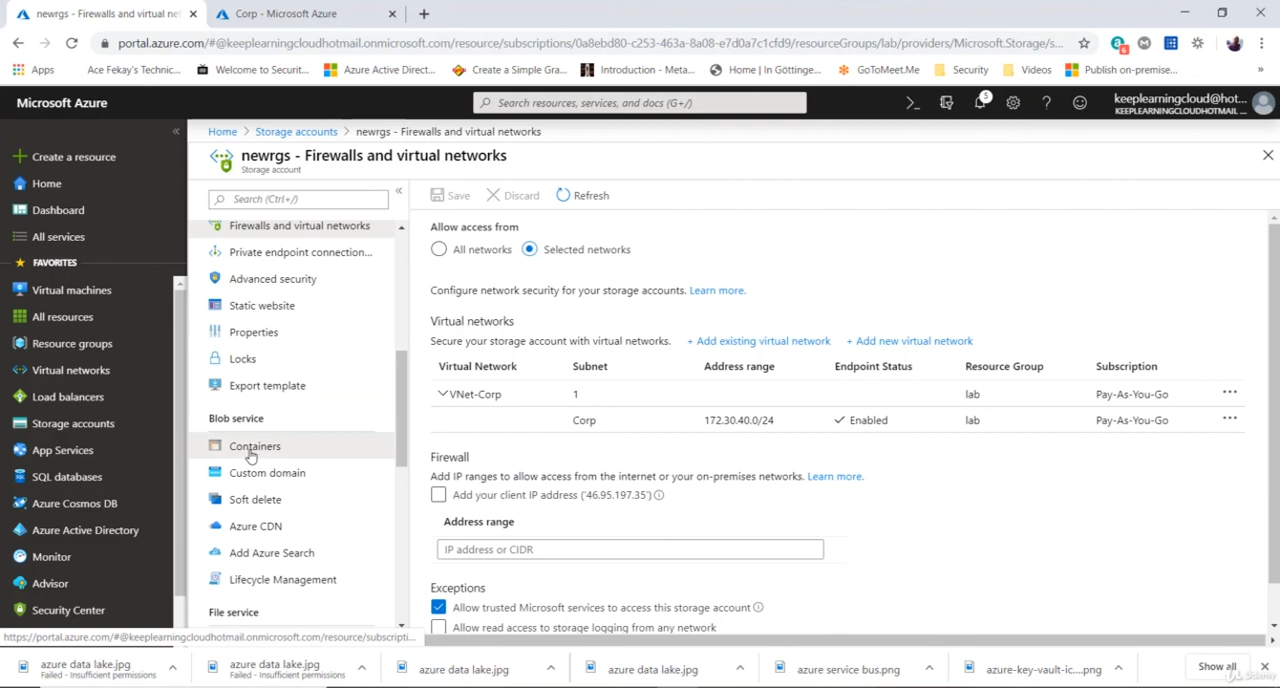 newrgs - Firewalls and virtual net
Corp - Microsoft Azure
portal.azure.com/#@keeplearningcloudhotmail.onmicrosoft.com/resource/subscriptions/0a8ebd80-c253-463a-8a08-e7d0a7c1cfd9/resourceGroups/lab/providers/Microsoft.Storage/s...
6
Apps
Ace Fekay's Technic...
Welcome to Securit...
Azure Active Direct...
Create a Simple Gra...
Introduction - Meta...
Home | In Göttinge...
GoToMeet.Me
Security
Videos
Publish on-premise...
Microsoft Azure
Search resources, services, and docs (G+/)
5
keeplearningcloud@hot...
KEEPLEARNINGCLOUDHOTMAIL ...
Create a resource
Home
Dashboard
All services
FAVORITES
Virtual machines
All resources
Resource groups
Virtual networks
Load balancers
Storage accounts
App Services
SQL databases
Azure Cosmos DB
Azure Active Directory
Monitor
Advisor
Security Center
Home > Storage accounts > newrgs - Firewalls and virtual networks
newrgs - Firewalls and virtual networks
Storage account
Search (Ctrl+/)
Firewalls and virtual networks
Private endpoint connection...
Advanced security
Static website
Properties
Locks
Export template
Blob service
Containers
Custom domain
Soft delete
Azure CDN
Add Azure Search
Lifecycle Management
File service
Save Discard Refresh
Allow access from
All networks Selected networks
Configure network security for your storage accounts. Learn more.
Virtual networks
Secure your storage account with virtual networks. + Add existing virtual network + Add new virtual network
Virtual Network Subnet Address range Endpoint Status Resource Group Subscription
VNet-Corp 1 lab Pay-As-You-Go ...
Corp 172.30.40.0/24 Enabled lab Pay-As-You-Go ...
Firewall
Add IP ranges to allow access from the internet or your on-premises networks. Learn more.
Add your client IP address ('46.95.197.35')
Address range
IP address or CIDR
Exceptions
Allow trusted Microsoft services to access this storage account
Allow read access to storage logging from any network
https://portal.azure.com/#@keeplearningcloudhotmail.onmicrosoft.com/resource/subscripti...
azure data lake.jpg
Failed - Insufficient permissions
azure data lake.jpg
Failed - Insufficient permissions
azure data lake.jpg
azure data lake.jpg
azure service bus.png
azure-key-vault-ic....png
Show all
Udemy